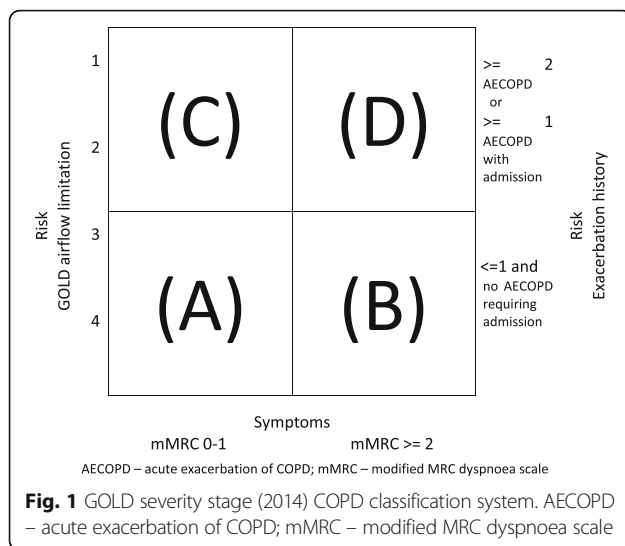 Risk
GOLD airflow limitation
1
2
3
4
(C)
(D)
(A)
(B)
>= 2
AECOPD
or
>= 1
AECOPD
with
admission
<=1 and
no AECOPD
requiring
admission
Risk
Exacerbation history
Symptoms
mMRC 0-1
mMRC >= 2
AECOPD – acute exacerbation of COPD; mMRC – modified MRC dyspnoea scale
Fig. 1 GOLD severity stage (2014) COPD classification system. AECOPD
– acute exacerbation of COPD; mMRC – modified MRC dyspnoea scale